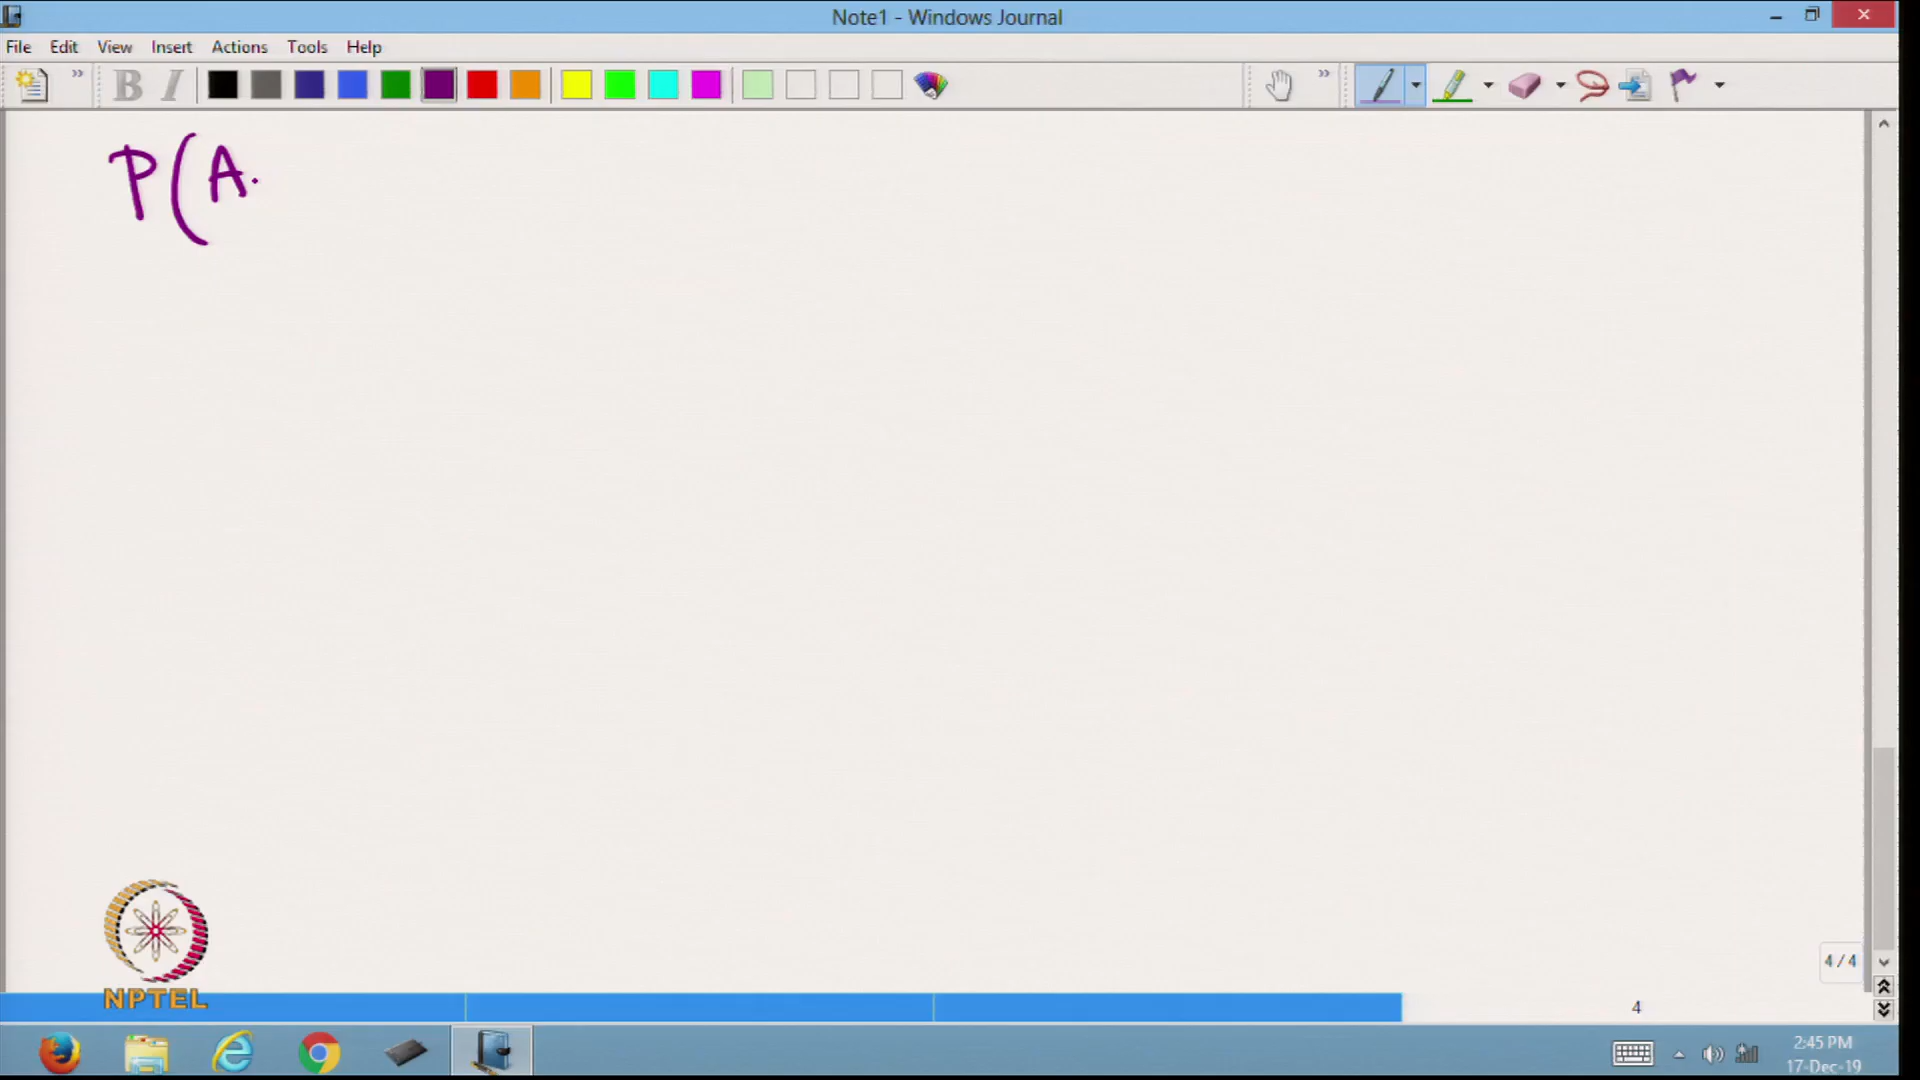 Note1 - Windows Journal
File Edit View Insert Actions Tools Help
B I
P(A.
4 / 4
NPTEL
4
2:45 PM
17-Dec-19